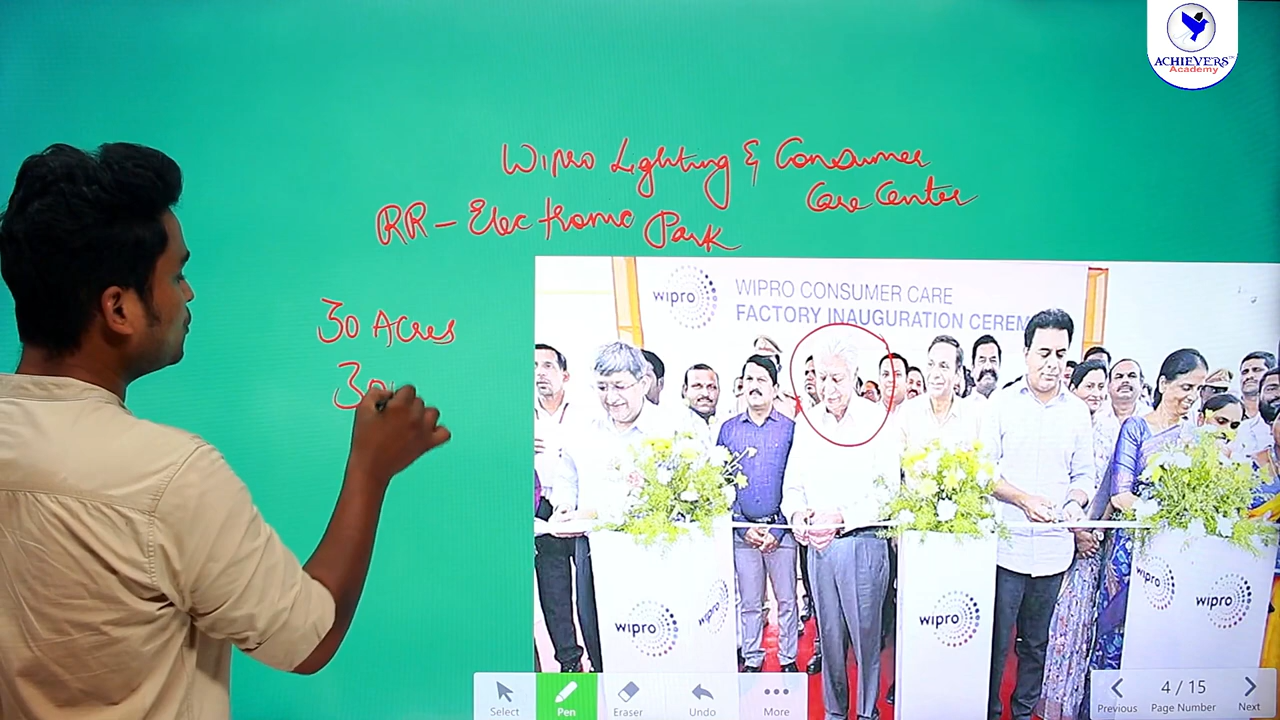 ACHIEVERS
Academy
Wipro Lighting & Consumer
Care Center
RR - Electronic Park
30 Acres
30
wipro
WIPRO CONSUMER CARE
FACTORY INAUGURATION CEREM
wipro
wipro
wipro
wipro
wipro
Select
Pen
Eraser
Undo
More
Previous
4 / 15
Page Number
Next